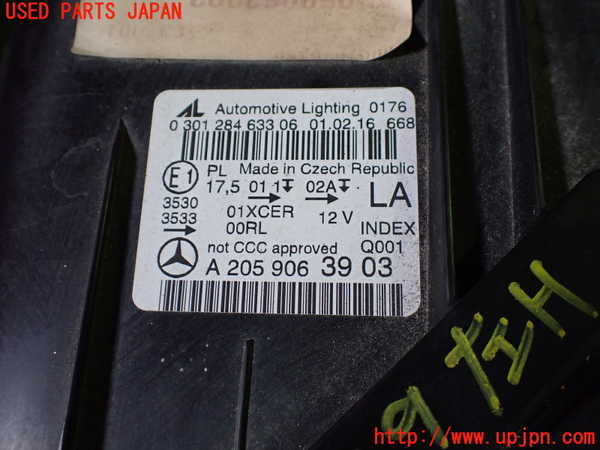 USED PARTS JAPAN
AL Automotive Lighting 0176
0 301 284 633 06 01.02.16 668
E1 PL Made in Czech Republic
17,5 01 1 02A LA
3530
3533
01XCER 12 V INDEX
00RL Q001
not CCC approved
A 205 906 3903
http://www.upjpn.com/